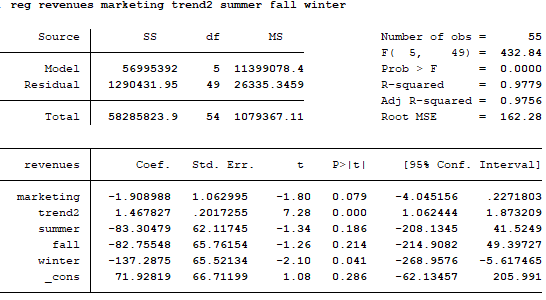 . reg revenues marketing trend2 summer fall winter
Source SS df MS Number of obs = 55
F( 5, 49) = 432.84
Model 56995392 5 11399078.4 Prob > F = 0.0000
Residual 1290431.95 49 26335.3459 R-squared = 0.9779
Adj R-squared = 0.9756
Total 58285823.9 54 1079367.11 Root MSE = 162.28
revenues Coef. Std. Err. t P>|t| [95% Conf. Interval]
marketing -1.908988 1.062995 -1.80 0.079 -4.045156 .2271803
trend2 1.467827 .2017255 7.28 0.000 1.062444 1.873209
summer -83.30479 62.11745 -1.34 0.186 -208.1345 41.5249
fall -82.75548 65.76154 -1.26 0.214 -214.9082 49.39727
winter -137.2875 65.52134 -2.10 0.041 -268.9576 -5.617465
_cons 71.92819 66.71199 1.08 0.286 -62.13457 205.991